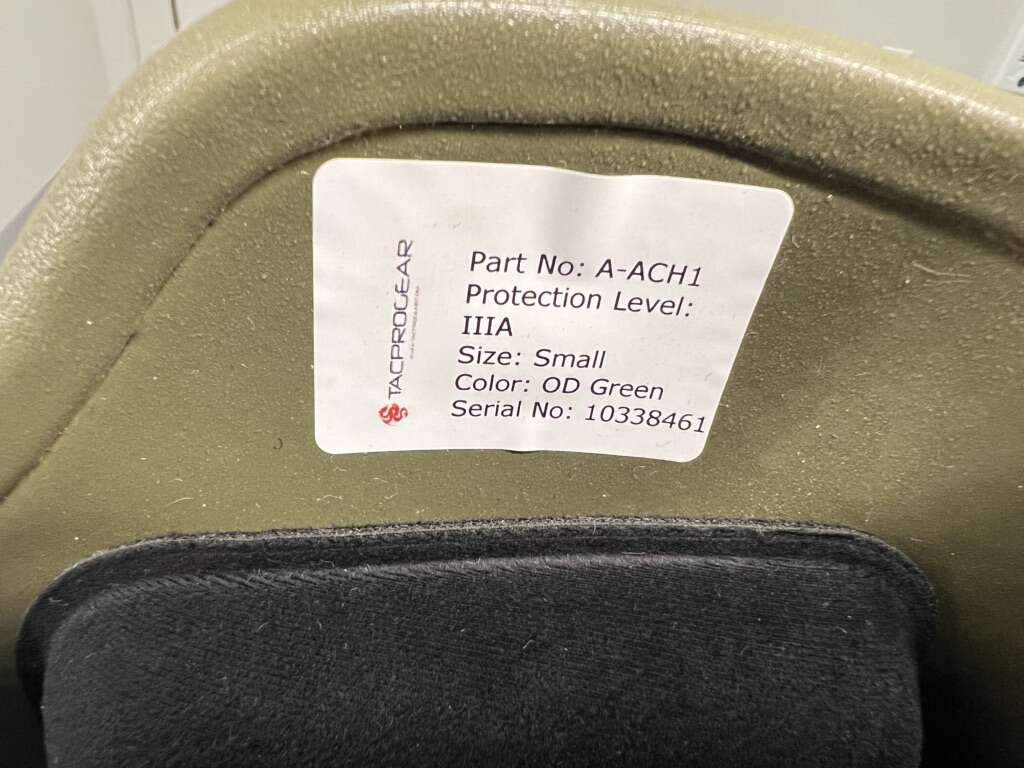 TACPROGEAR
Part No: A-ACH1
Protection Level:
IIIA
Size: Small
Color: OD Green
Serial No: 10338461